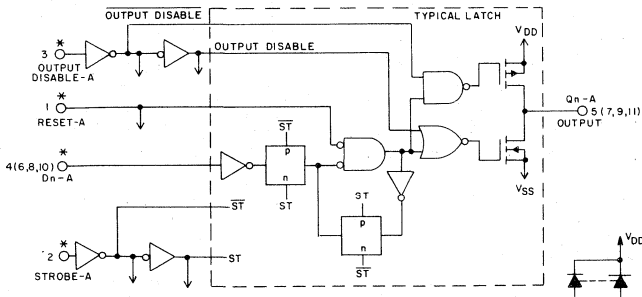 OUTPUT DISABLE
TYPICAL LATCH
*
3
OUTPUT
DISABLE-A
OUTPUT DISABLE
VDD
*
1
RESET-A
Qn-A
5(7,9,11)
OUTPUT
*
4(6,8,10)
Dn-A
ST
p
n
ST
VSS
ST
ST
p
n
ST
*
2
STROBE-A
ST
VDD